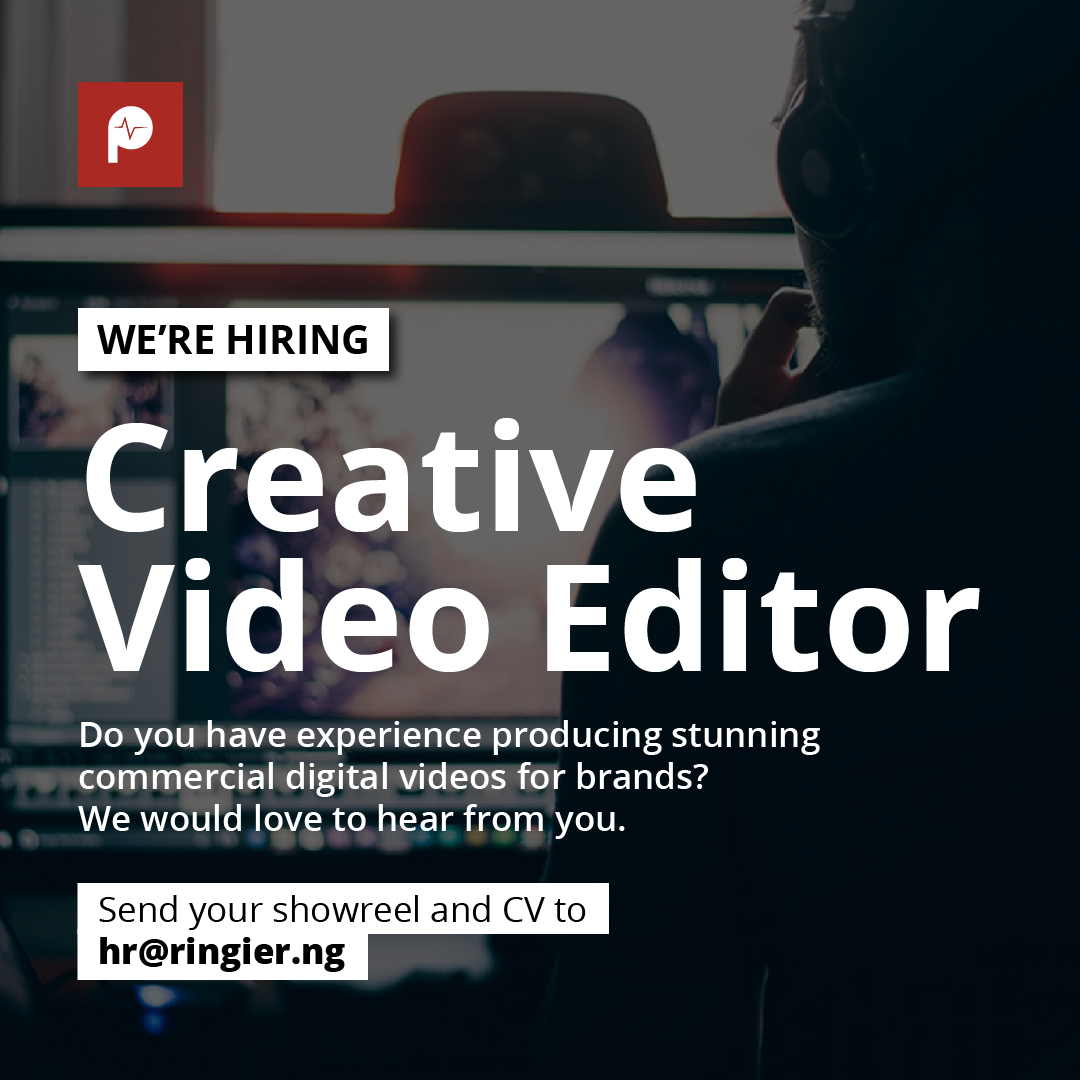 WE’RE HIRING
Creative
Video Editor
Do you have experience producing stunning
commercial digital videos for brands?
We would love to hear from you.
Send your showreel and CV to
hr@ringier.ng